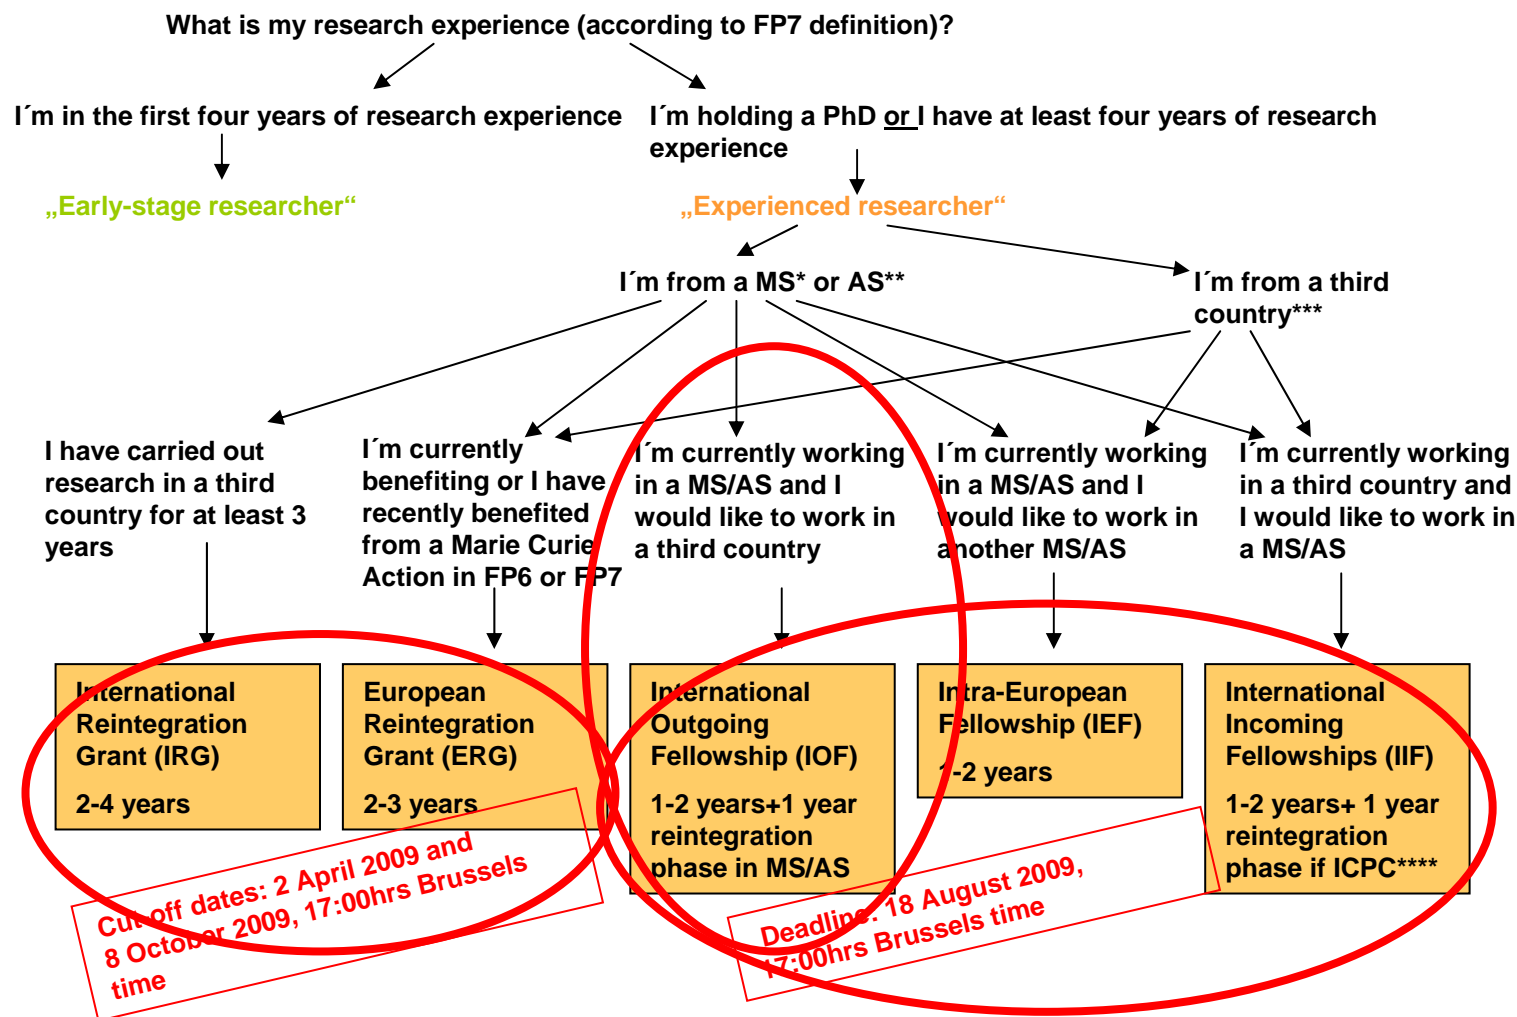 What is my research experience (according to FP7 definition)?
I´m in the first four years of research experience
I´m holding a PhD or I have at least four years of research
experience
„Early-stage researcher“
„Experienced researcher“
I´m from a MS* or AS**
I´m from a third
country***
I have carried out
research in a third
country for at least 3
years
I´m currently
benefiting or I have
recently benefited
from a Marie Curie
Action in FP6 or FP7
I´m currently working
in a MS/AS and I
would like to work in
a third country
I´m currently working
in a MS/AS and I
would like to work in
another MS/AS
I´m currently working
in a third country and
I would like to work in
a MS/AS
International
Reintegration
Grant (IRG)
2-4 years
European
Reintegration
Grant (ERG)
2-3 years
International
Outgoing
Fellowship (IOF)
1-2 years+1 year
reintegration
phase in MS/AS
Intra-European
Fellowship (IEF)
1-2 years
International
Incoming
Fellowships (IIF)
1-2 years+ 1 year
reintegration
phase if ICPC****
Cut-off dates: 2 April 2009 and
8 October 2009, 17:00hrs Brussels
time
Deadline: 18 August 2009,
17:00hrs Brussels time